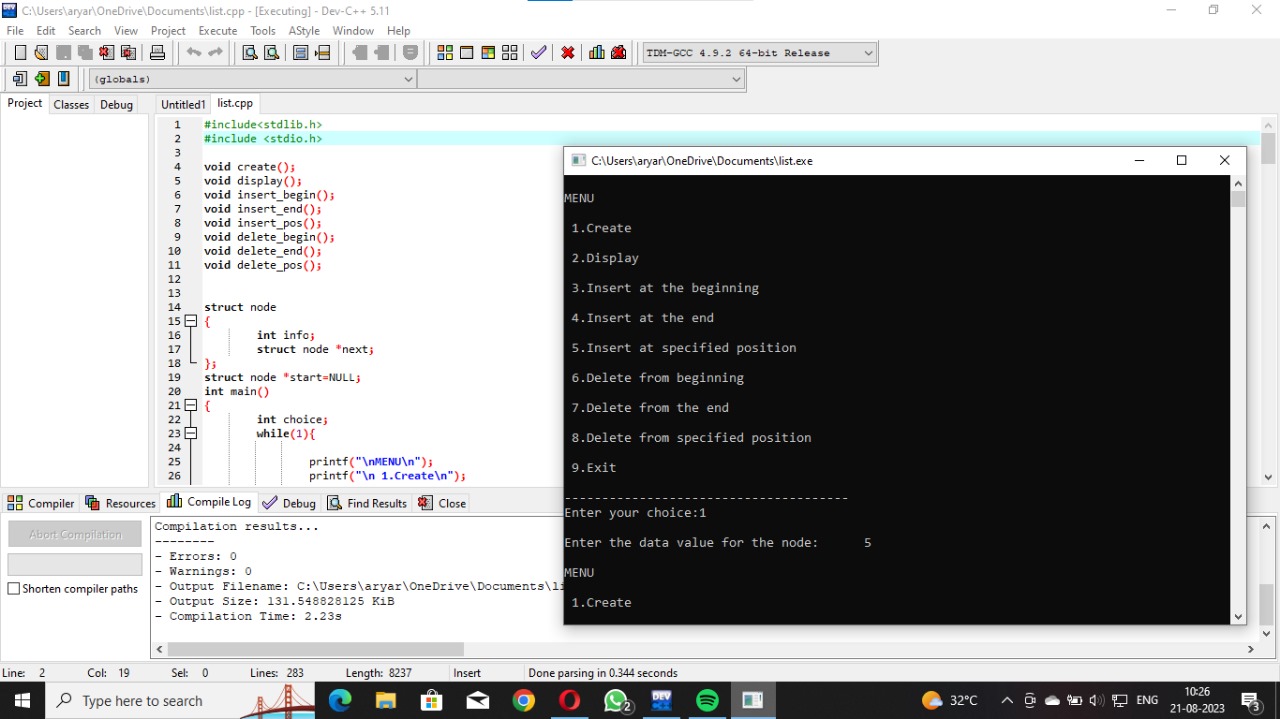 C:\Users\aryar\OneDrive\Documents\list.cpp - [Executing] - Dev-C++ 5.11
File Edit Search View Project Execute Tools AStyle Window Help
TDM-GCC 4.9.2 64-bit Release
(globals)
Project Classes Debug
Untitled1 list.cpp
1 #include<stdlib.h>
2 #include <stdio.h>
3
4 void create();
5 void display();
6 void insert_begin();
7 void insert_end();
8 void insert_pos();
9 void delete_begin();
10 void delete_end();
11 void delete_pos();
12
13
14 struct node
15 {
16 int info;
17 struct node *next;
18 };
19 struct node *start=NULL;
20 int main()
21 {
22 int choice;
23 while(1){
24
25 printf("\nMENU\n");
26 printf("\n 1.Create\n");
C:\Users\aryar\OneDrive\Documents\list.exe
MENU
1.Create
2.Display
3.Insert at the beginning
4.Insert at the end
5.Insert at specified position
6.Delete from beginning
7.Delete from the end
8.Delete from specified position
9.Exit
--------------------------------------
Enter your choice:1
Enter the data value for the node: 5
MENU
1.Create
Compiler Resources Compile Log Debug Find Results Close
Abort Compilation
Shorten compiler paths
Compilation results...
--------
- Errors: 0
- Warnings: 0
- Output Filename: C:\Users\aryar\OneDrive\Documents\li
- Output Size: 131.548828125 KiB
- Compilation Time: 2.23s
Line: 2 Col: 19 Sel: 0 Lines: 283 Length: 8237 Insert Done parsing in 0.344 seconds
Type here to search
DEV
2
DEV
32°C
ENG
10:26
21-08-2023
3